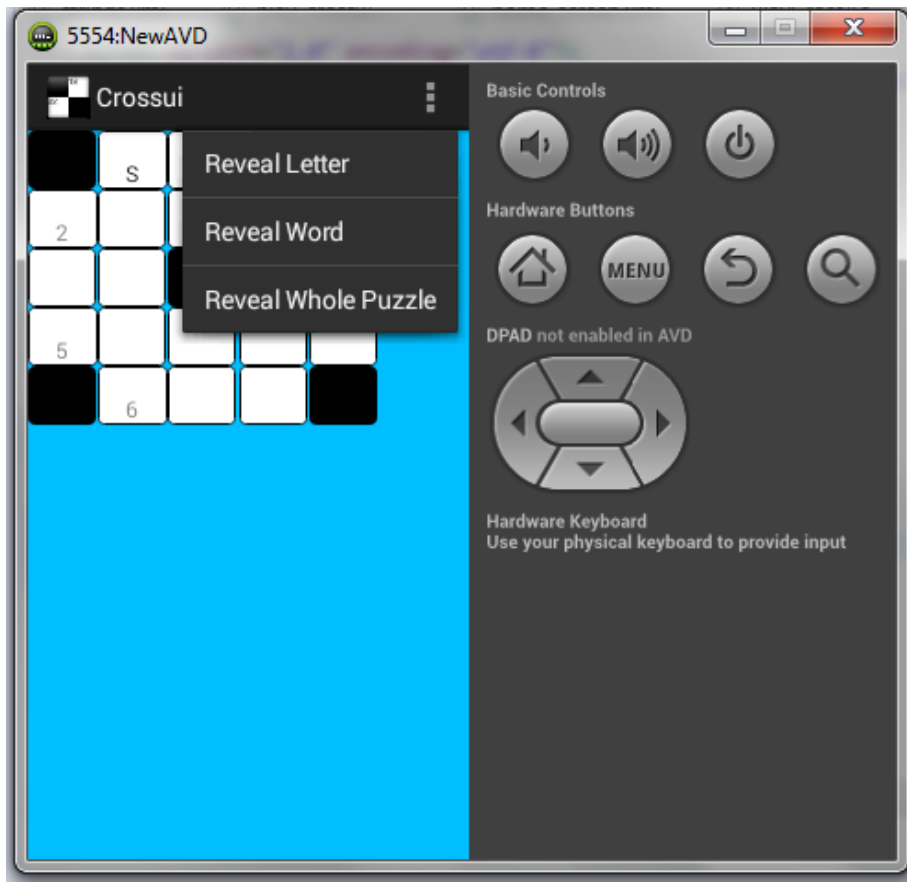 5554:NewAVD
Crossui
S
2
5
6
Reveal Letter
Reveal Word
Reveal Whole Puzzle
Basic Controls
Hardware Buttons
MENU
DPAD not enabled in AVD
Hardware Keyboard
Use your physical keyboard to provide input